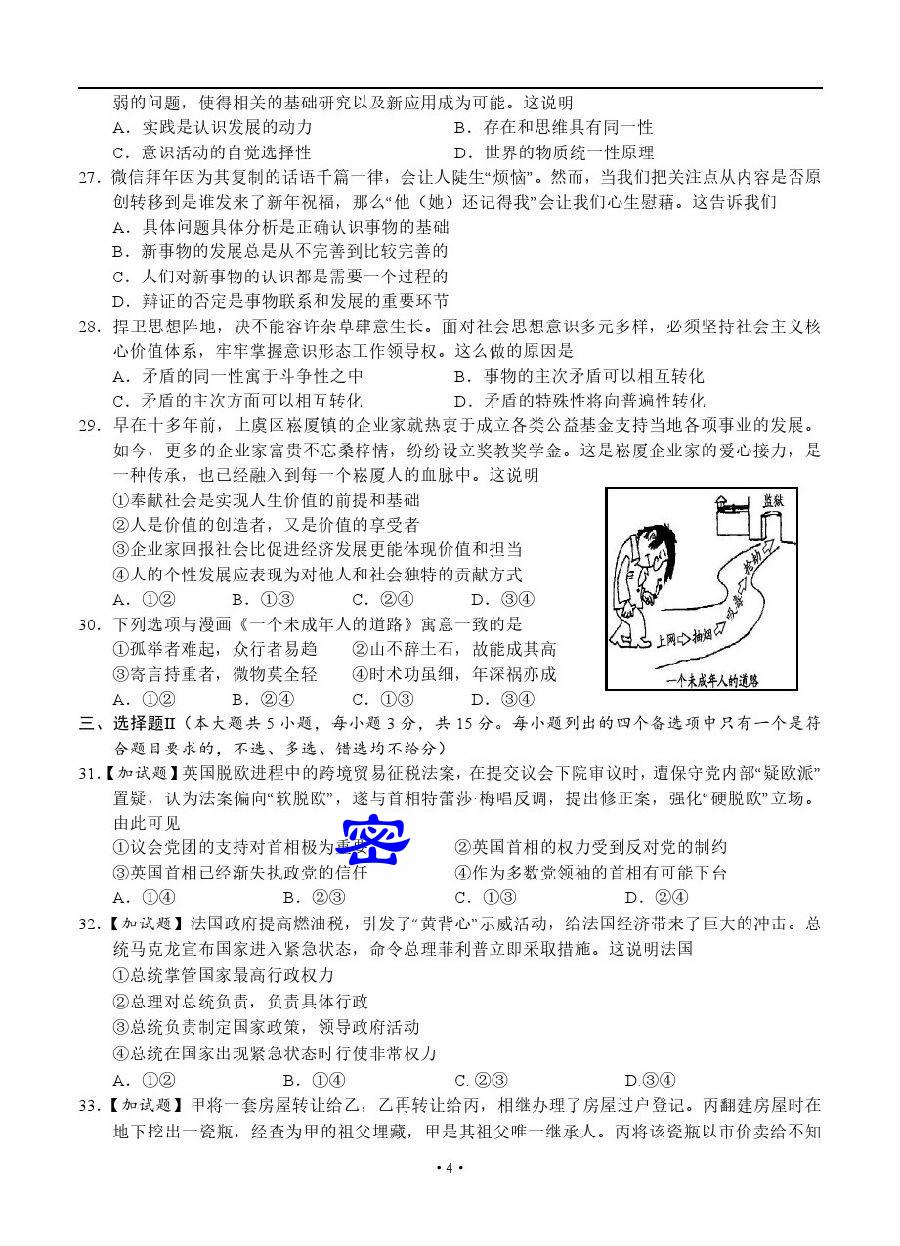 弱的问题，使得相关的基础研究以及新应用成为可能。这说明
A．实践是认识发展的动力 B．存在和思维具有同一性
C．意识活动的自觉选择性 D．世界的物质统一性原理
27．微信拜年因为其复制的话语千篇一律，会让人陡生“烦恼”。然而，当我们把关注点从内容是否原
创转移到是谁发来了新年祝福，那么“他（她）还记得我”会让我们心生慰藉。这告诉我们
A．具体问题具体分析是正确认识事物的基础
B．新事物的发展总是从不完善到比较完善的
C．人们对新事物的认识都是需要一个过程的
D．辩证的否定是事物联系和发展的重要环节
28．捍卫思想阵地，决不能容许杂草肆意生长。面对社会思想意识多元多样，必须坚持社会主义核
心价值体系，牢牢掌握意识形态工作领导权。这么做的原因是
A．矛盾的同一性寓于斗争性之中 B．事物的主次矛盾可以相互转化
C．矛盾的主次方面可以相互转化 D．矛盾的特殊性将向普遍性转化
29．早在十多年前，上虞区崧厦镇的企业家就热衷于成立各类公益基金支持当地各项事业的发展。
如今，更多的企业家富贵不忘桑梓情，纷纷设立奖教奖学金。这是崧厦企业家的爱心接力，是
一种传承，也已经融入到每一个崧厦人的血脉中。这说明
①奉献社会是实现人生价值的前提和基础
②人是价值的创造者，又是价值的享受者
③企业家回报社会比促进经济发展更能体现价值和担当
④人的个性发展应表现为对他人和社会独特的贡献方式
A．①② B．①③ C．②④ D．③④
30．下列选项与漫画《一个未成年人的道路》寓意一致的是
①孤举者难起，众行者易趋 ②山不辞土石，故能成其高
③寄言持重者，微物莫全轻 ④时术功虽细，年深祸亦成
A．①② B．②④ C．①③ D．③④
监狱
抢劫
吸毒
上网 抽烟
一个未成年人的道路
三、选择题II（本大题共 5 小题，每小题 3 分，共 15 分。每小题列出的四个备选项中只有一个是符
合题目要求的，不选、多选、错选均不给分）
31.【加试题】英国脱欧进程中的跨境贸易征税法案，在提交议会下院审议时，遭保守党内部“疑欧派”
置疑，认为法案偏向“软脱欧”，遂与首相特蕾莎·梅唱反调，提出修正案，强化“硬脱欧”立场。
由此可见
①议会党团的支持对首相极为重要 ②英国首相的权力受到反对党的制约
密
③英国首相已经渐失执政党的信任 ④作为多数党领袖的首相有可能下台
A．①④ B．②③ C．①③ D．②④
32.【加试题】法国政府提高燃油税，引发了“黄背心”示威活动，给法国经济带来了巨大的冲击。总
统马克龙宣布国家进入紧急状态，命令总理菲利普立即采取措施。这说明法国
①总统掌管国家最高行政权力
②总理对总统负责，负责具体行政
③总统负责制定国家政策，领导政府活动
④总统在国家出现紧急状态时行使非常权力
A．①② B．①④ C. ②③ D.③④
33.【加试题】甲将一套房屋转让给乙，乙再转让给丙，相继办理了房屋过户登记。丙翻建房屋时在
地下挖出一瓷瓶，经查为甲的祖父埋藏，甲是其祖父唯一继承人。丙将该瓷瓶以市价卖给不知
·4·